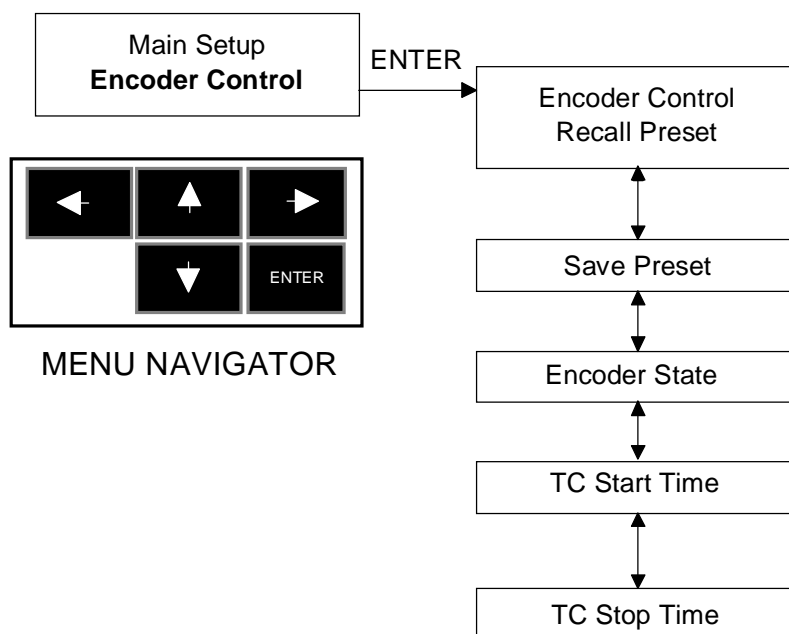 Main Setup
Encoder Control
ENTER
Encoder Control
Recall Preset
ENTER
MENU NAVIGATOR
Save Preset
Encoder State
TC Start Time
TC Stop Time